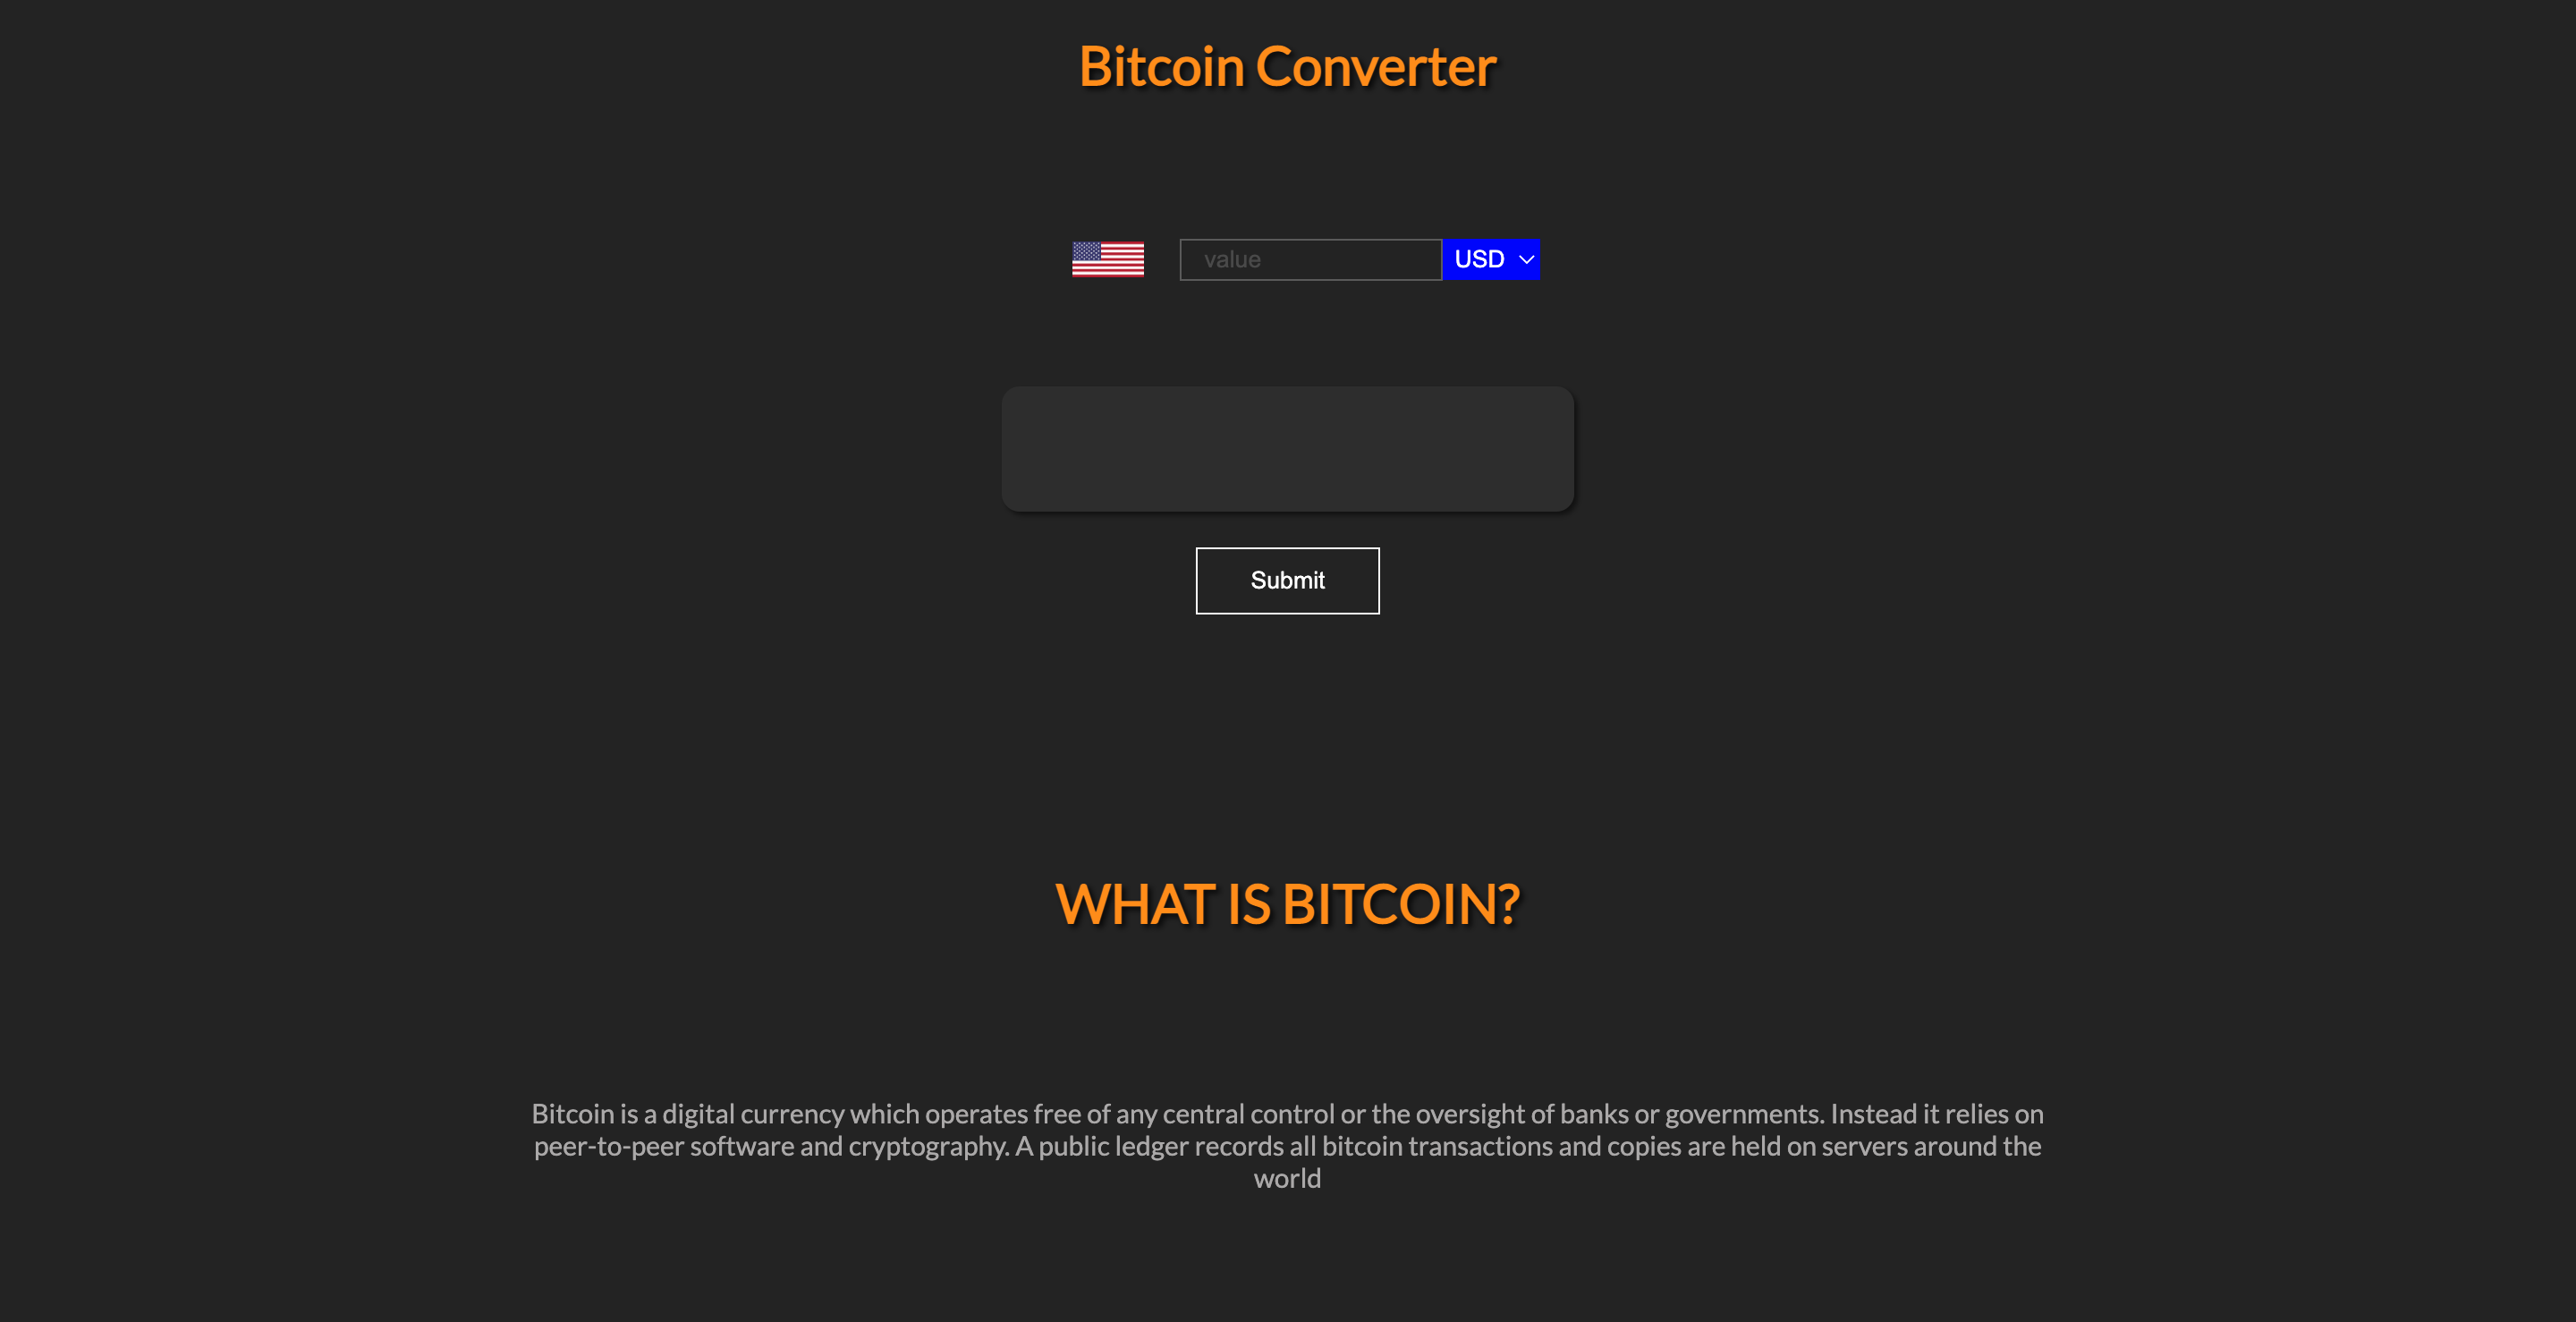 Bitcoin Converter
value
USD
Submit
WHAT IS BITCOIN?
Bitcoin is a digital currency which operates free of any central control or the oversight of banks or governments. Instead it relies on
peer-to-peer software and cryptography. A public ledger records all bitcoin transactions and copies are held on servers around the
world